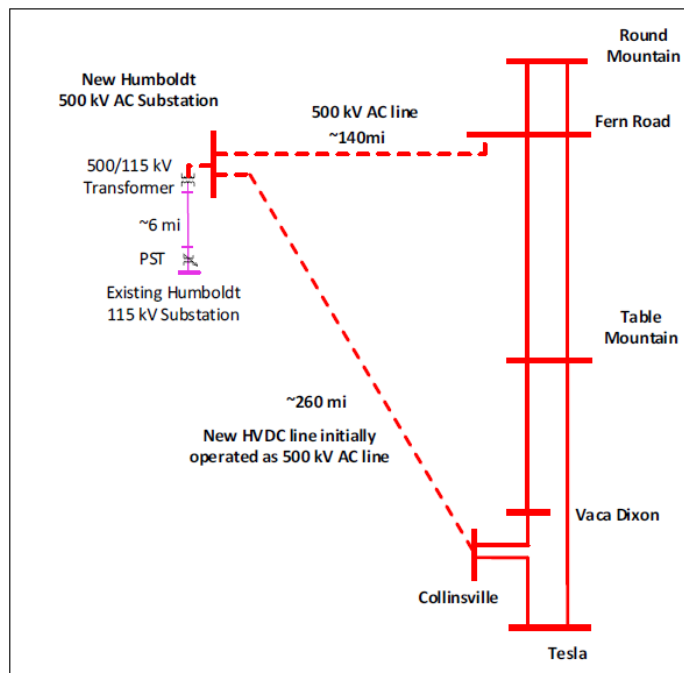 Round
Mountain
New Humboldt
500 kV AC Substation
500 kV AC line
~140mi
Fern Road
500/115 kV
Transformer
~6 mi
PST
Existing Humboldt
115 kV Substation
Table
Mountain
~260 mi
New HVDC line initially
operated as 500 kV AC line
Vaca Dixon
Collinsville
Tesla